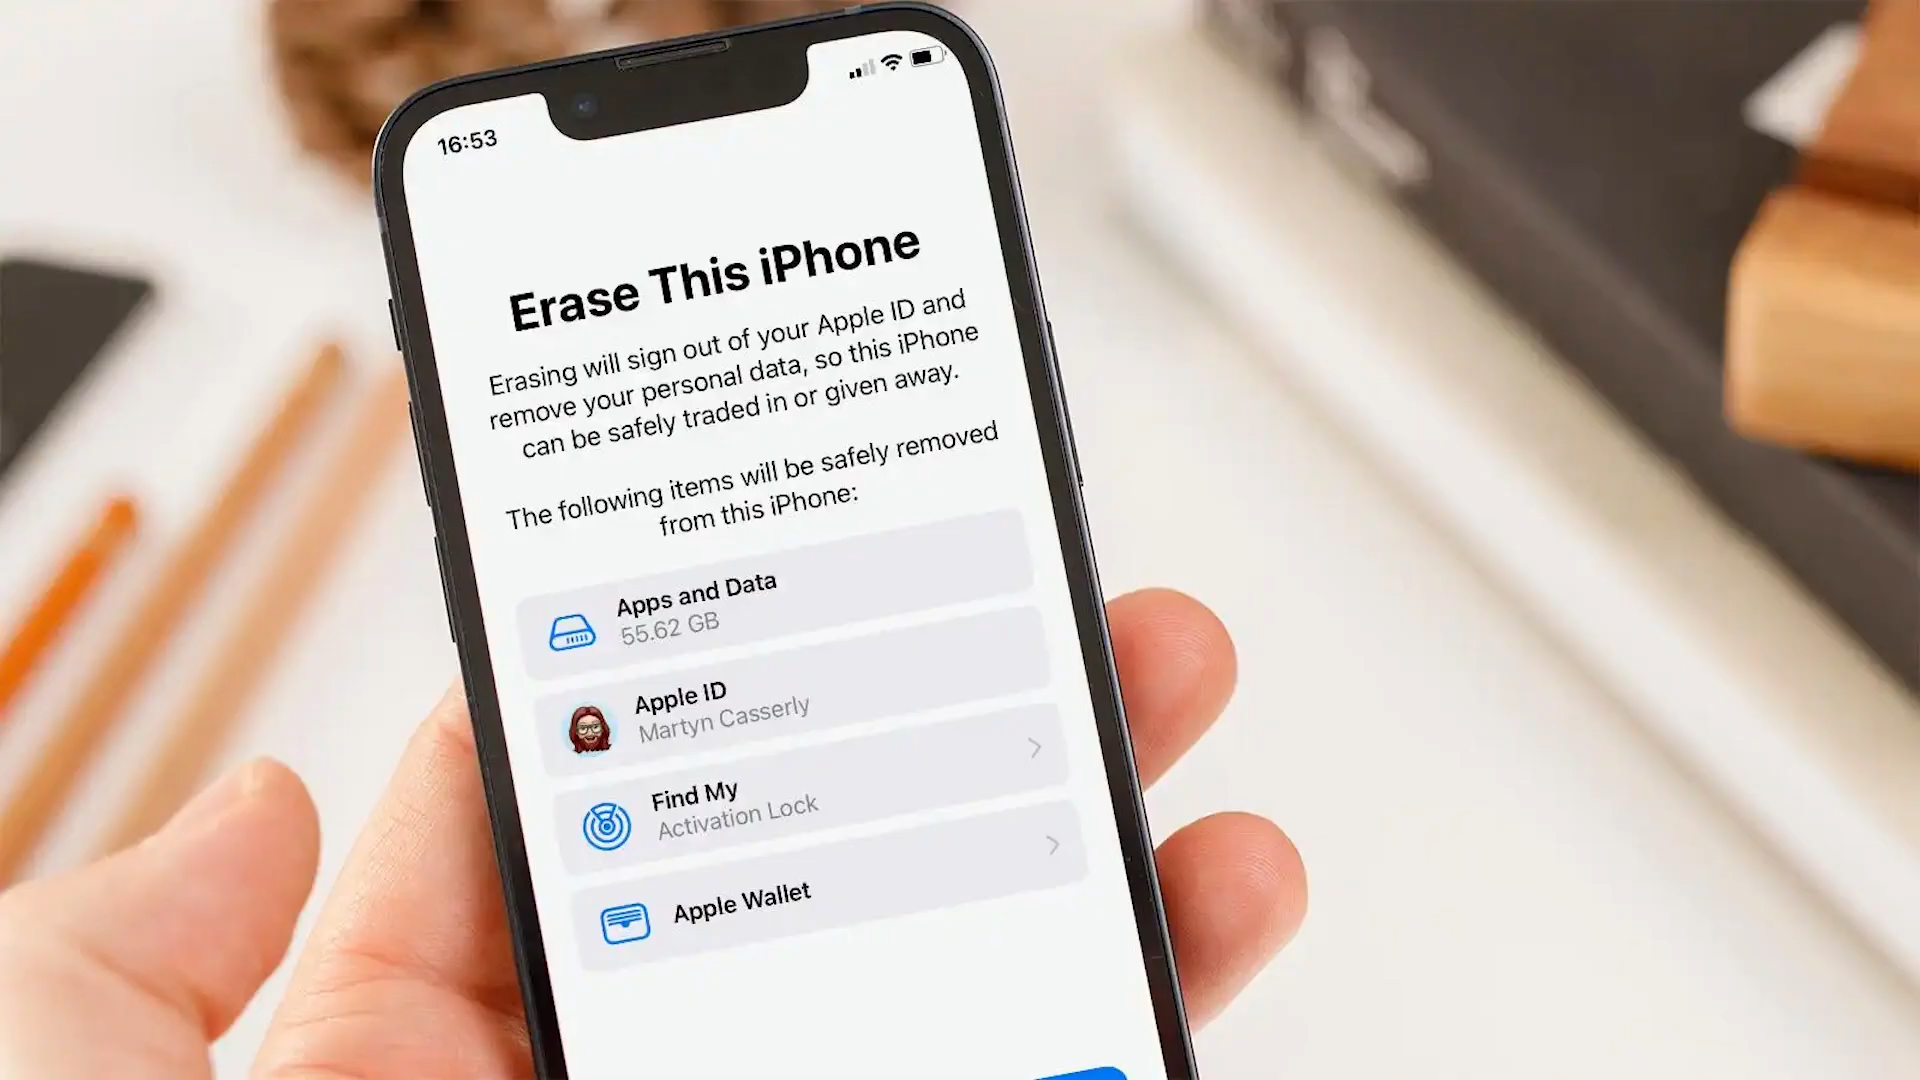 16:53
Erase This iPhone
Erasing will sign out of your Apple ID and
remove your personal data, so this iPhone
can be safely traded in or given away.
The following items will be safely removed
from this iPhone:
Apps and Data
55.62 GB
Apple ID
Martyn Casserly
Find My
Activation Lock
Apple Wallet